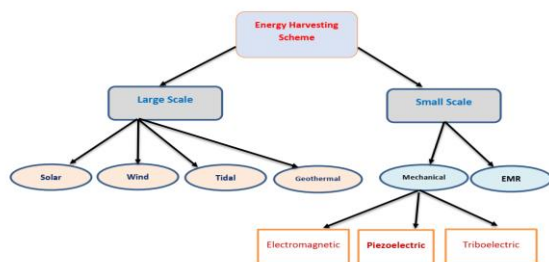 Energy Harvesting
Scheme
Large Scale
Small Scale
Solar
Wind
Tidal
Geothermal
Mechanical
EMR
Electromagnetic
Piezoelectric
Triboelectric